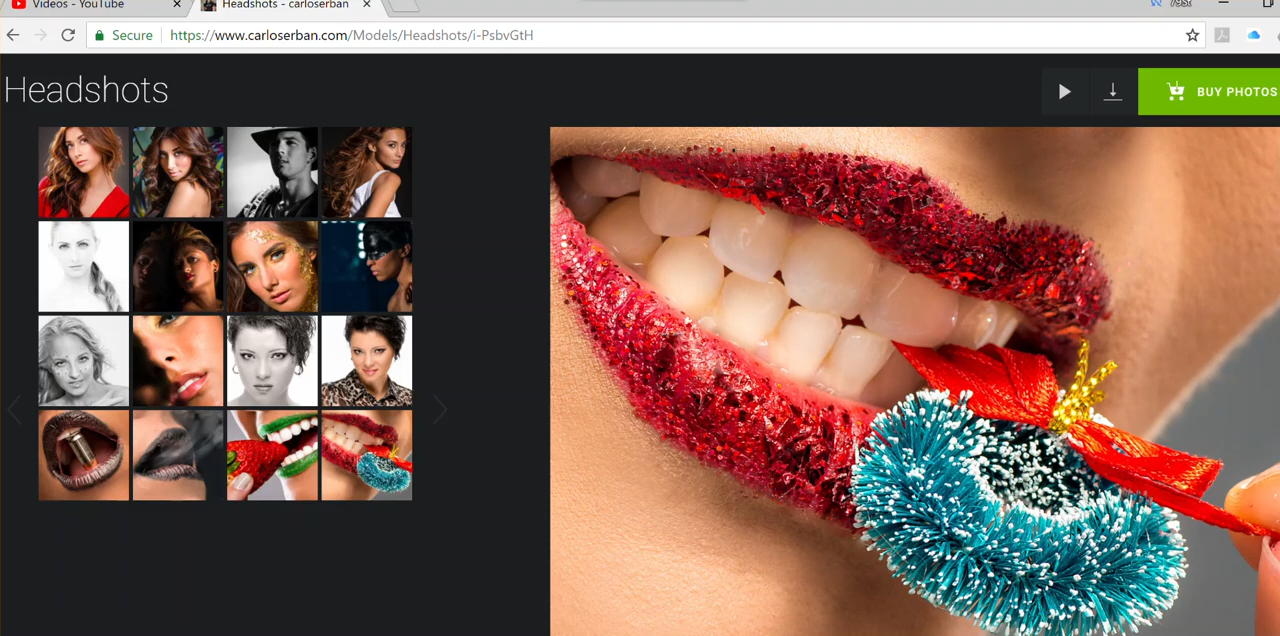 Videos - YouTube
Headshots - carloserban
Secure
https://www.carloserban.com/Models/Headshots/i-PsbvGtH
Headshots
BUY PHOTOS